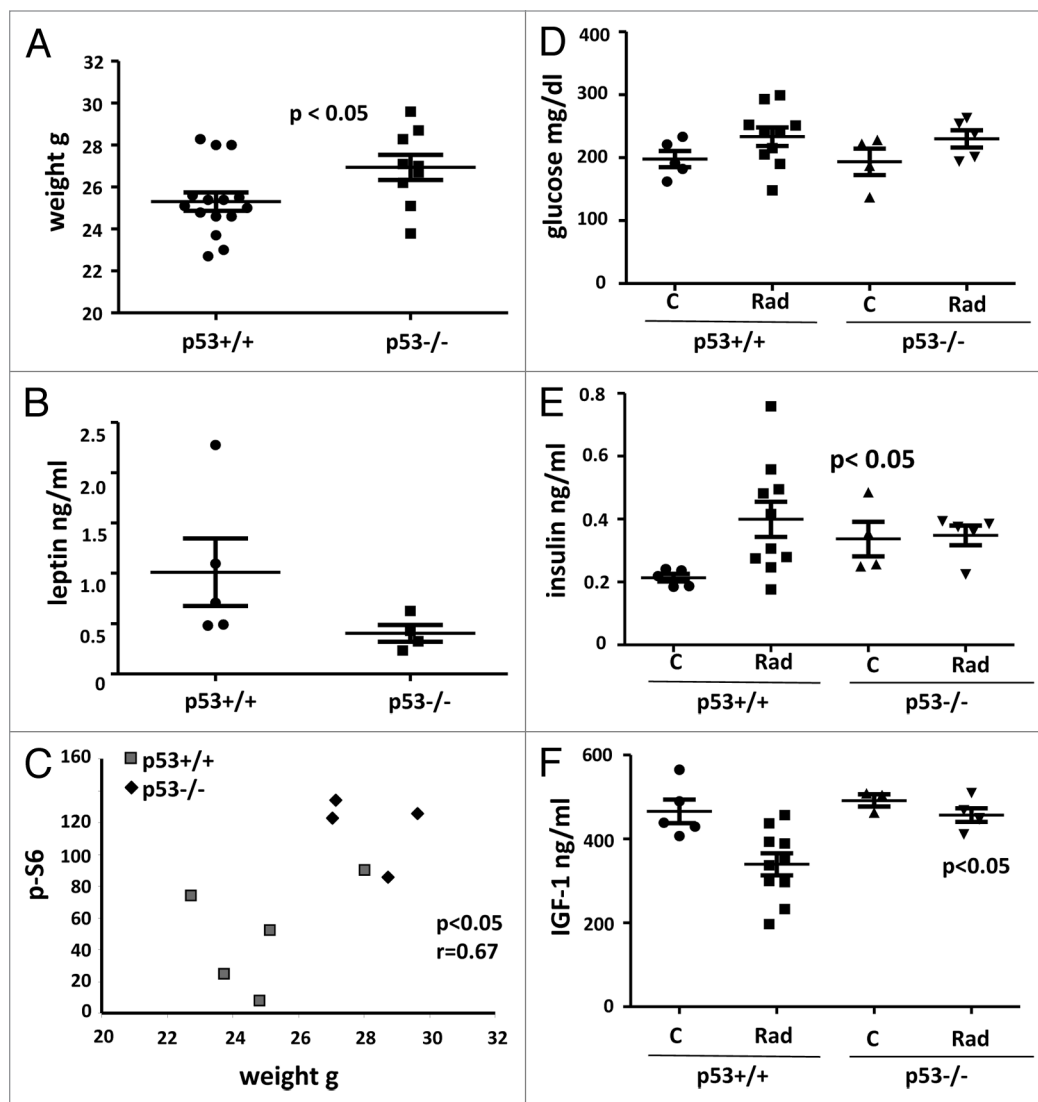 A
weight g
32
30
28
26
24
22
20
p < 0.05
p53+/+ p53-/-
B
leptin ng/ml
2.5
2.0
1.5
1.0
0.5
0
p53+/+ p53-/-
C
p-S6
160
120
100
80
60
40
20
0
p53+/+
p53-/-
p<0.05
r=0.67
20 22 24 26 28 30 32
weight g
D
glucose mg/dl
400
300
200
100
0
C Rad C Rad
p53+/+ p53-/-
E
insulin ng/ml
0.8
0.6
0.4
0.2
0
p< 0.05
C Rad C Rad
p53+/+ p53-/-
F
IGF-1 ng/ml
600
400
200
0
p<0.05
C Rad C Rad
p53+/+ p53-/-